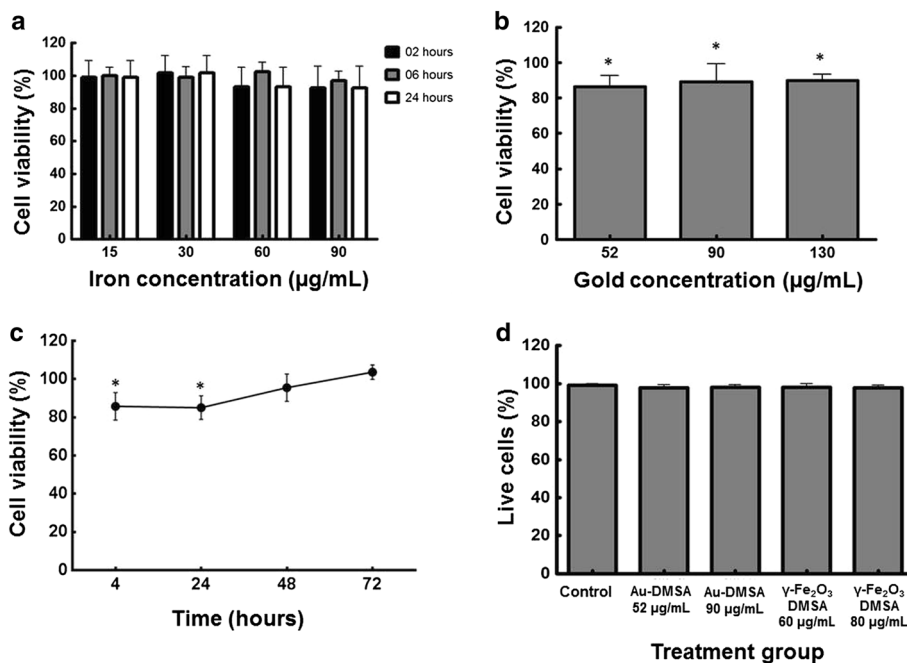 a
120
100
80
60
40
20
0
Cell viability (%)
15 30 60 90
Iron concentration (µg/mL)
02 hours
06 hours
24 hours
b
120
100
80
60
40
20
0
Cell viability (%)
* * *
52 90 130
Gold concentration (µg/mL)
c
120
100
80
60
40
20
0
Cell viability (%)
* *
4 24 48 72
Time (hours)
d
120
100
80
60
40
20
0
Live cells (%)
Control
Au-DMSA
52 µg/mL
Au-DMSA
90 µg/mL
γ-Fe₂O₃
DMSA
60 µg/mL
γ-Fe₂O₃
DMSA
80 µg/mL
Treatment group